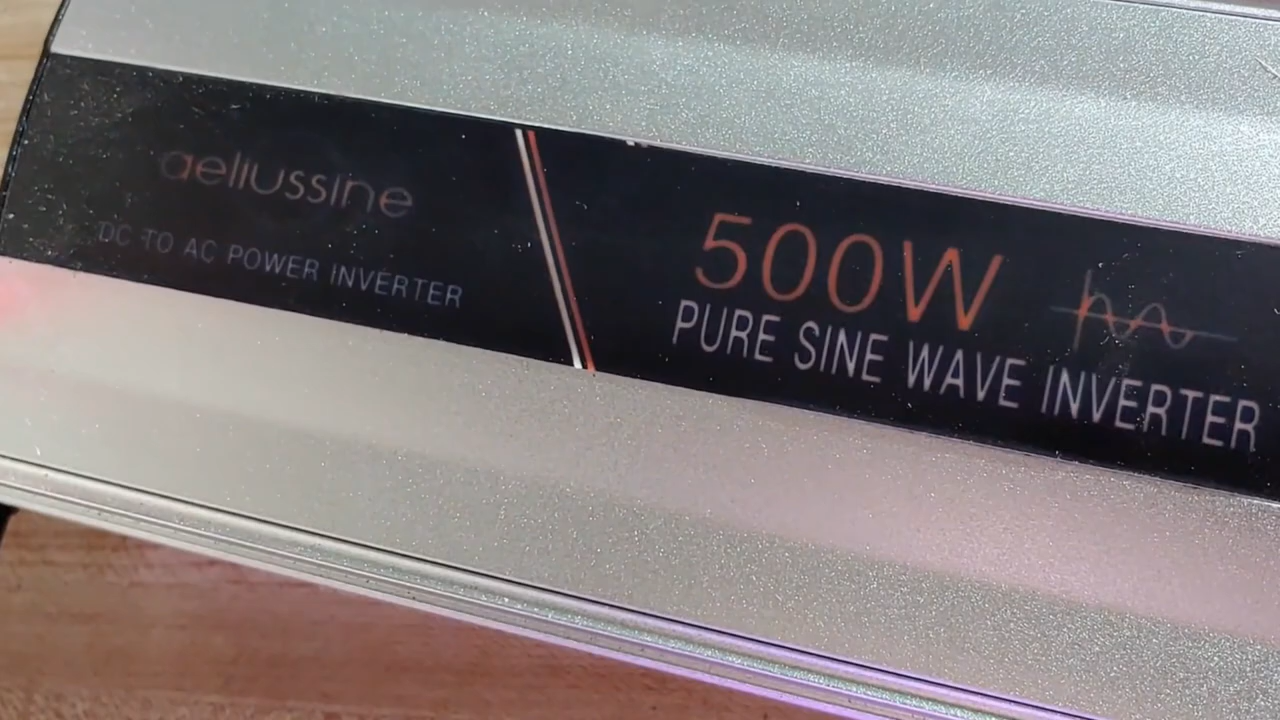 aeliussine
DC TO AC POWER INVERTER
500W
PURE SINE WAVE INVERTER